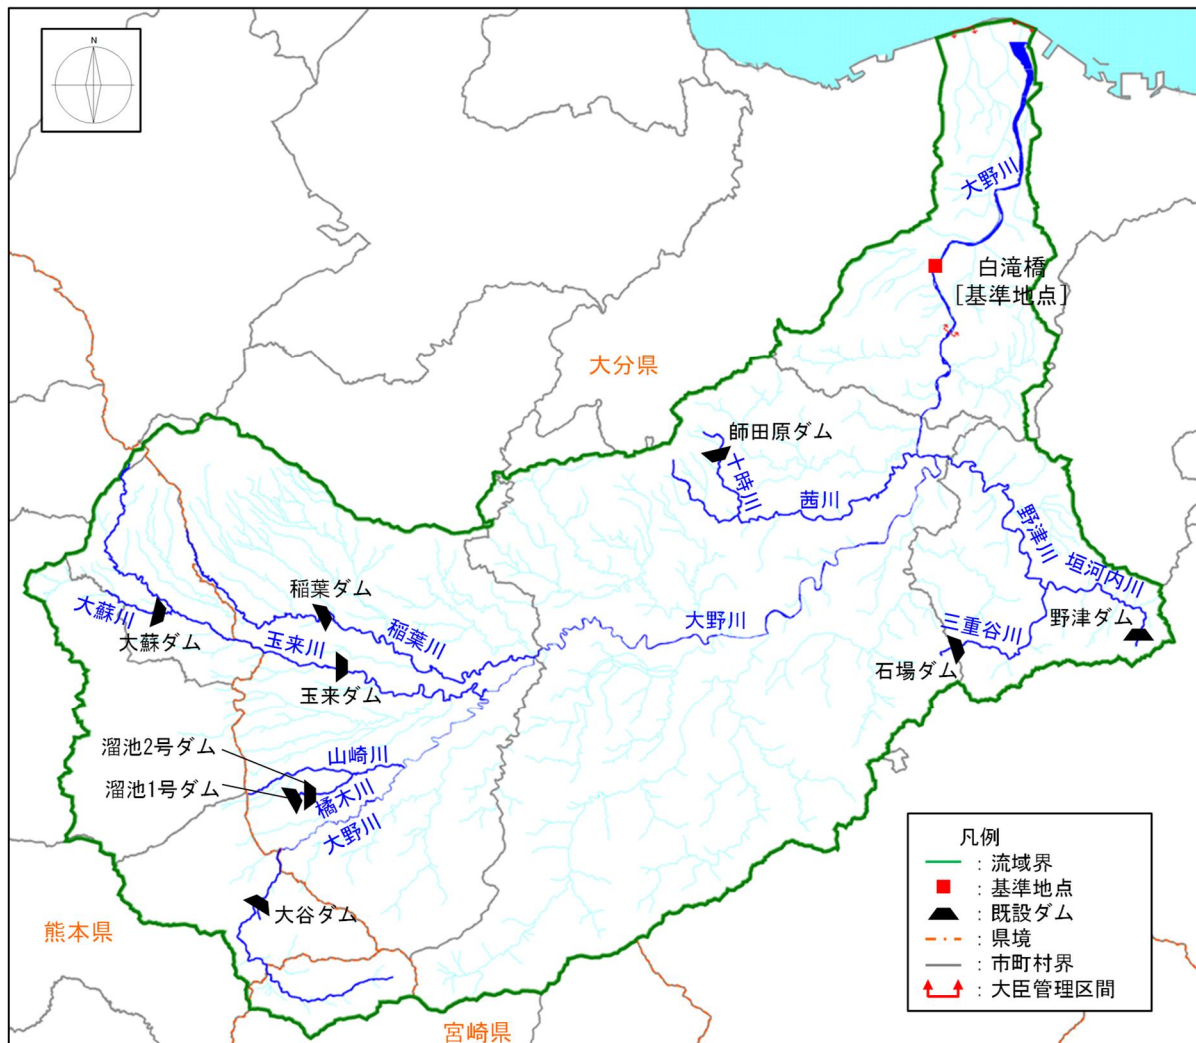 N
大野川
白滝橋
[基準地点]
大分県
師田原ダム
十時川
茜川
野津川
垣河内川
稲葉ダム
大野川
大蘇川
大蘇ダム
玉来川
稲葉川
三重谷川
野津ダム
石場ダム
玉来ダム
溜池2号ダム
山崎川
溜池1号ダム
橘木川
大野川
大谷ダム
熊本県
宮崎県
凡例
：流域界
：基準地点
：既設ダム
：県境
：市町村界
：大臣管理区間